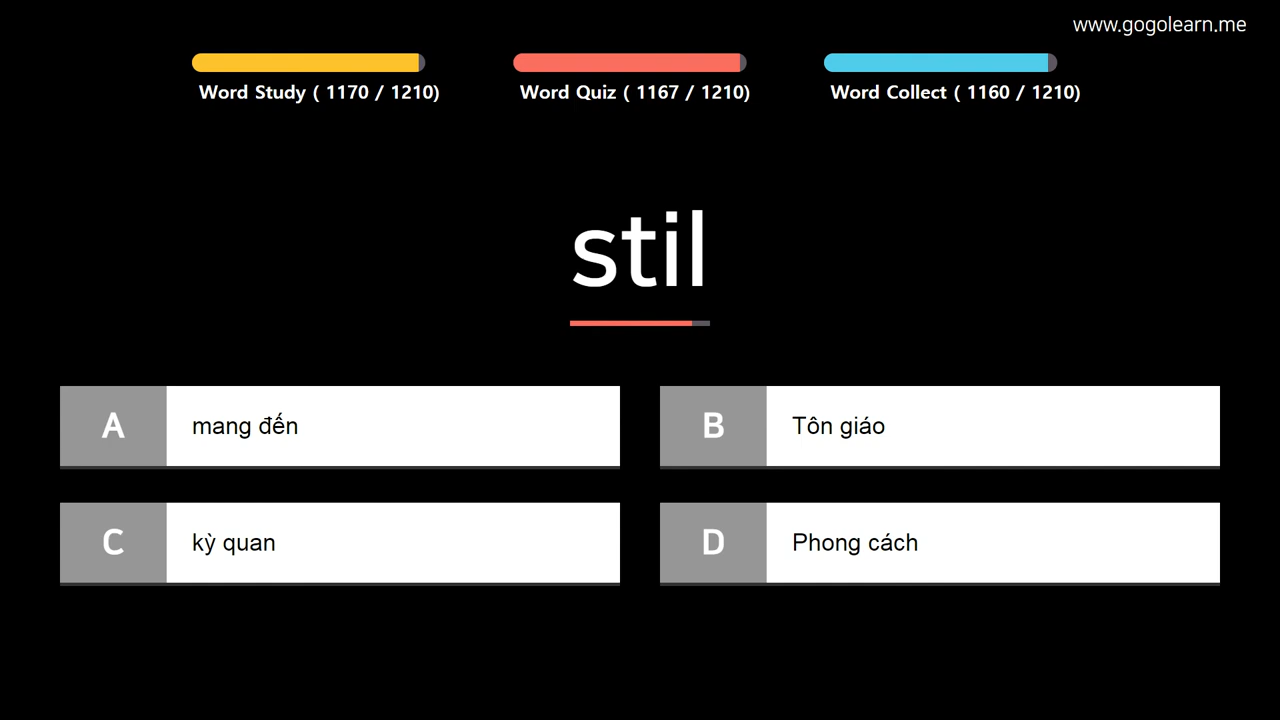 www.gogolearn.me
Word Study ( 1170 / 1210)
Word Quiz ( 1167 / 1210)
Word Collect ( 1160 / 1210)
stil
A mang đến
B Tôn giáo
C kỳ quan
D Phong cách